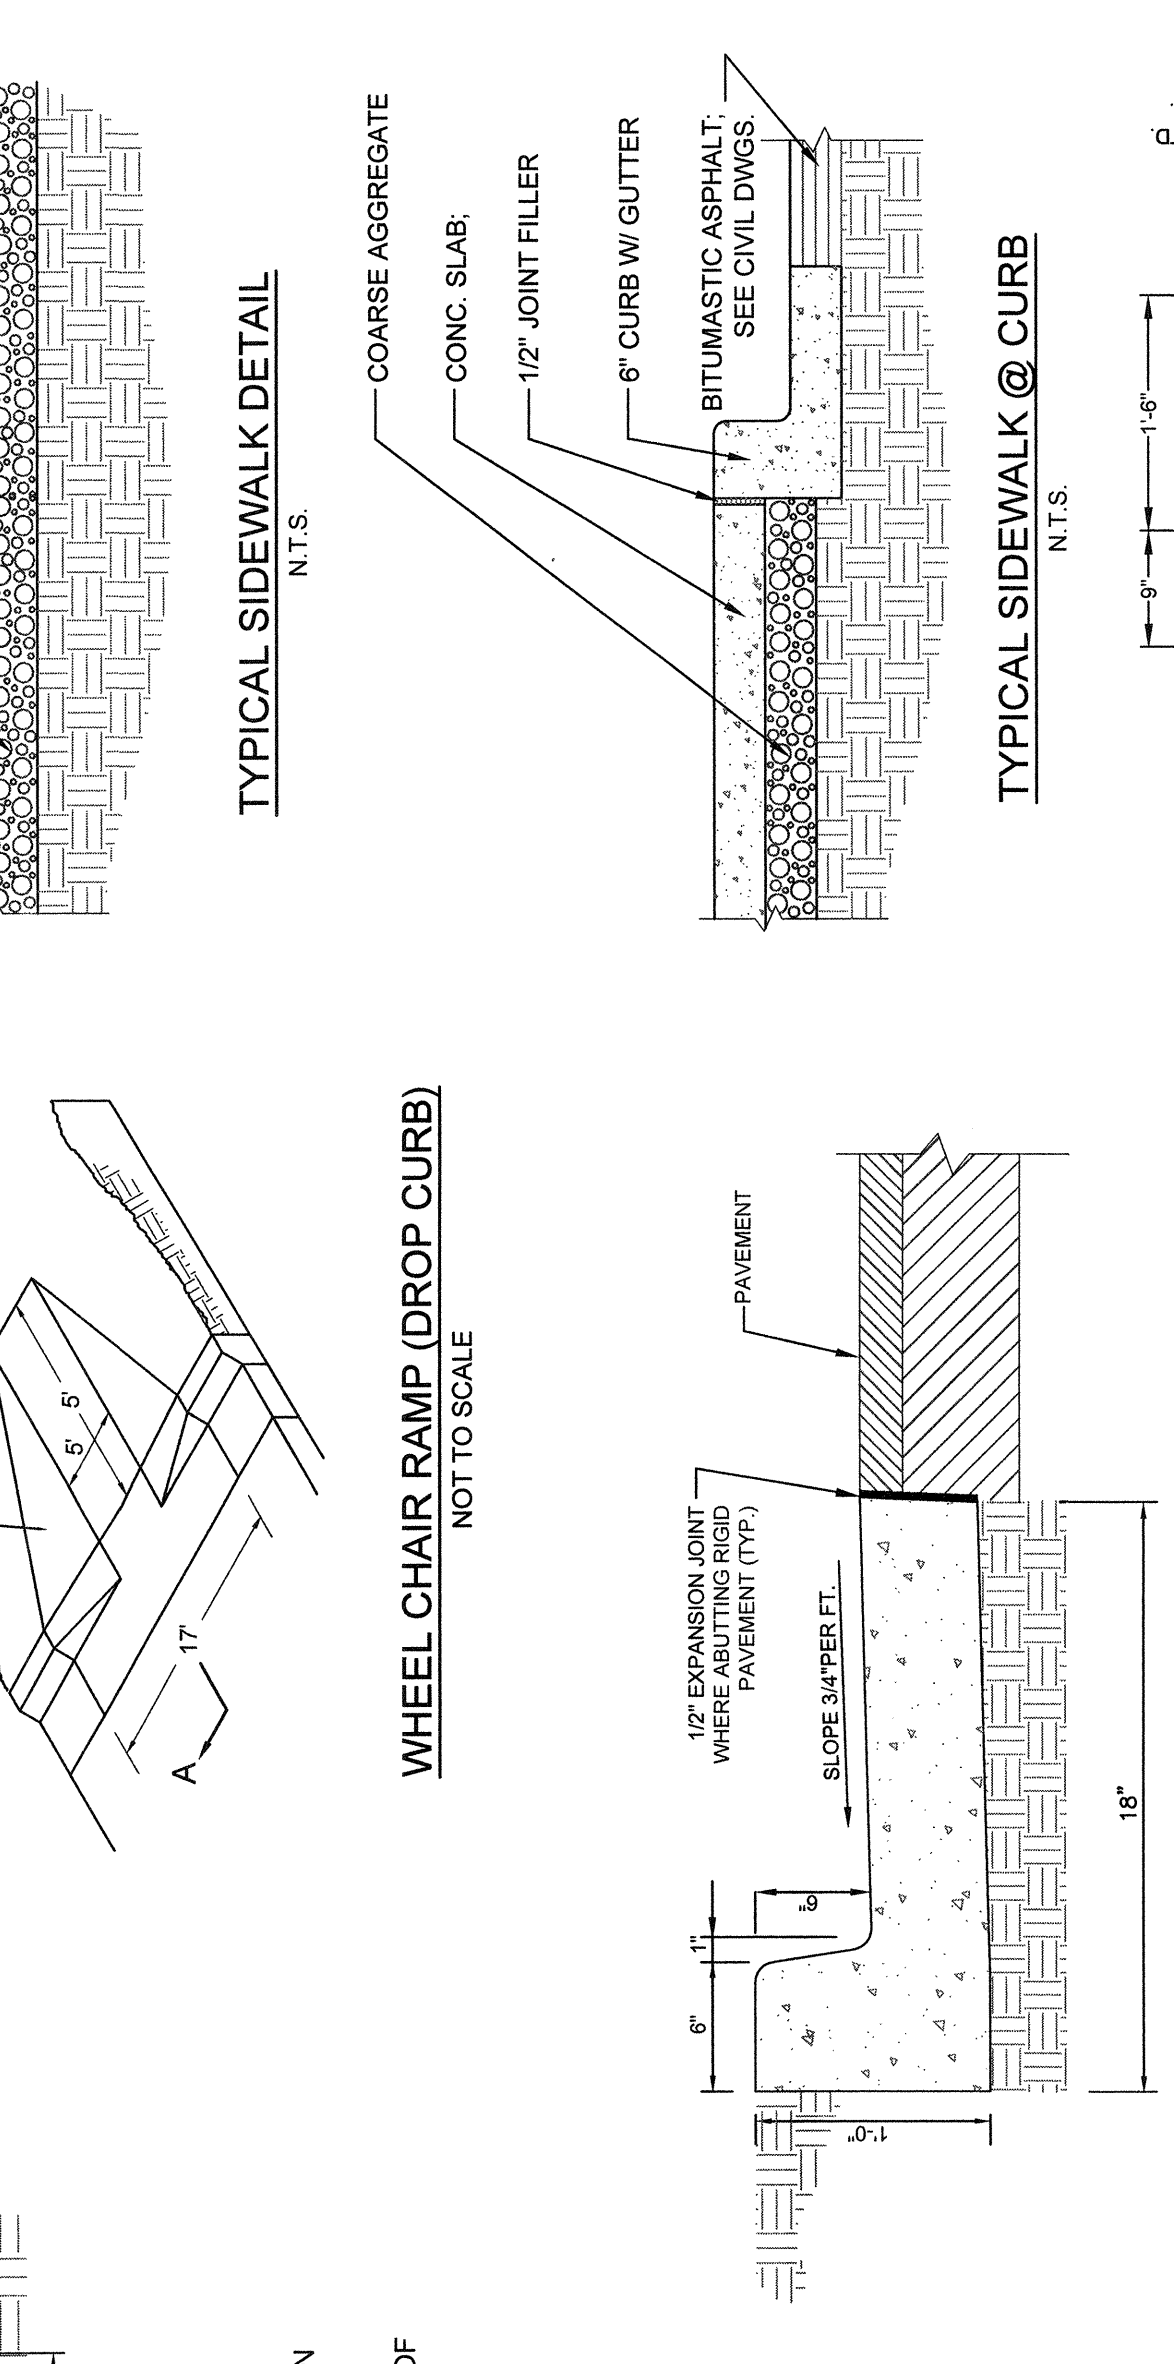 TYPICAL SIDEWALK DETAIL
N.T.S.
COARSE AGGREGATE
CONC. SLAB;
1/2" JOINT FILLER
6" CURB W/ GUTTER
BITUMASTIC ASPHALT;
SEE CIVIL DWGS.
TYPICAL SIDEWALK @ CURB
N.T.S.
9"
1'-6"
5'
5'
17'
A
WHEEL CHAIR RAMP (DROP CURB)
NOT TO SCALE
PAVEMENT
1/2" EXPANSION JOINT
WHERE ABUTTING RIGID
PAVEMENT (TYP.)
SLOPE 3/4"PER FT.
6"
1"
6"
1'-0"
18"
N
OF